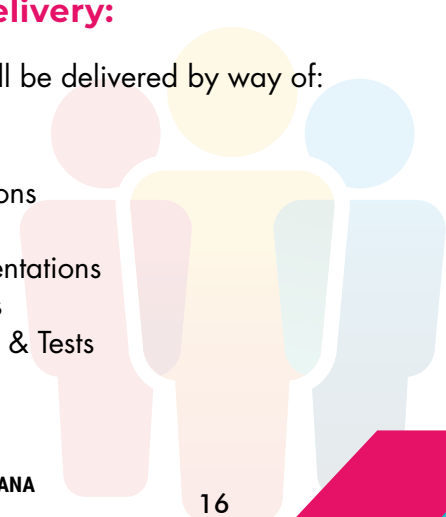 elivery:
ll be delivered by way of:
ons
entations
s
& Tests
ANA
16